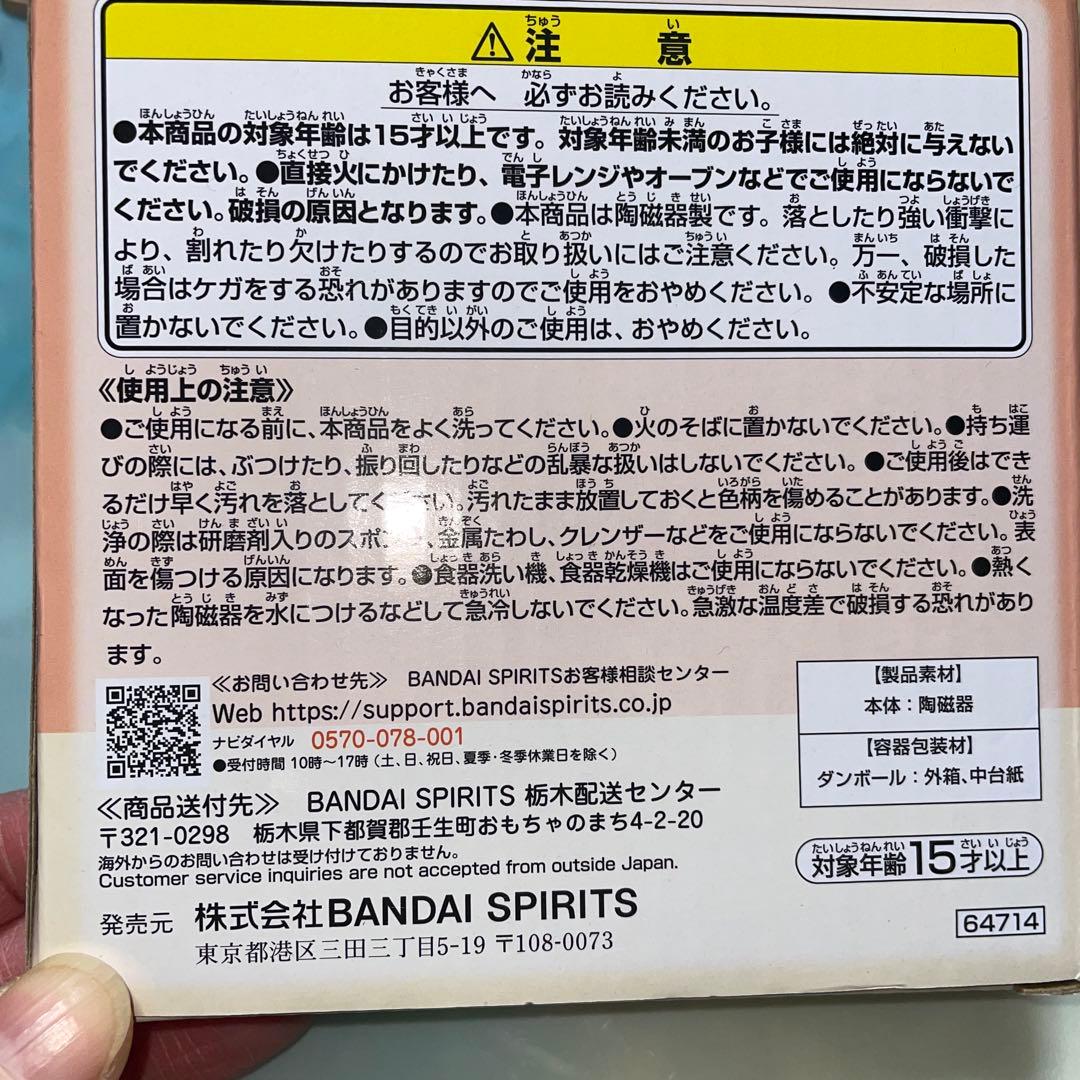 ⚠注意
お客様へ 必ずお読みください。
●本商品の対象年齢は15才以上です。対象年齢未満のお子様には絶対に与えない
でください。●直接火にかけたり、電子レンジやオーブンなどでご使用にならないで
ください。破損の原因となります。●本商品は陶磁器製です。落としたり強い衝撃に
より、割れたり欠けたりするのでお取り扱いにはご注意ください。万一、破損した
場合はケガをする恐れがありますのでご使用をおやめください。●不安定な場所に
置かないでください。●目的以外のご使用は、おやめください。
《使用上の注意》
●ご使用になる前に、本商品をよく洗ってください。●火のそばに置かないでください。●持ち運
びの際には、ぶつけたり、振り回したりなどの乱暴な扱いはしないでください。●ご使用後はでき
るだけ早く汚れを落としてください。汚れたまま放置しておくと色柄を傷めることがあります。●洗
浄の際は研磨剤入りのスポンジ、金属たわし、クレンザーなどをご使用にならないでください。表
面を傷つける原因になります。●食器洗い機、食器乾燥機はご使用にならないでください。●熱く
なった陶磁器を水につけるなどして急冷しないでください。急激な温度差で破損する恐れがあり
ます。
≪お問い合わせ先≫ BANDAI SPIRITSお客様相談センター
Web https://support.bandaispirits.co.jp
ナビダイヤル 0570-078-001
●受付時間 10時〜17時（土、日、祝日、夏季・冬季休業日を除く）
≪商品送付先≫ BANDAI SPIRITS 栃木配送センター
〒321-0298 栃木県下都賀郡壬生町おもちゃのまち4-2-20
海外からのお問い合わせは受け付けておりません。
Customer service inquiries are not accepted from outside Japan.
発売元 株式会社BANDAI SPIRITS
東京都港区三田三丁目5-19 〒108-0073
【製品素材】
本体：陶磁器
【容器包装材】
ダンボール：外箱、中台紙
対象年齢15才以上
64714